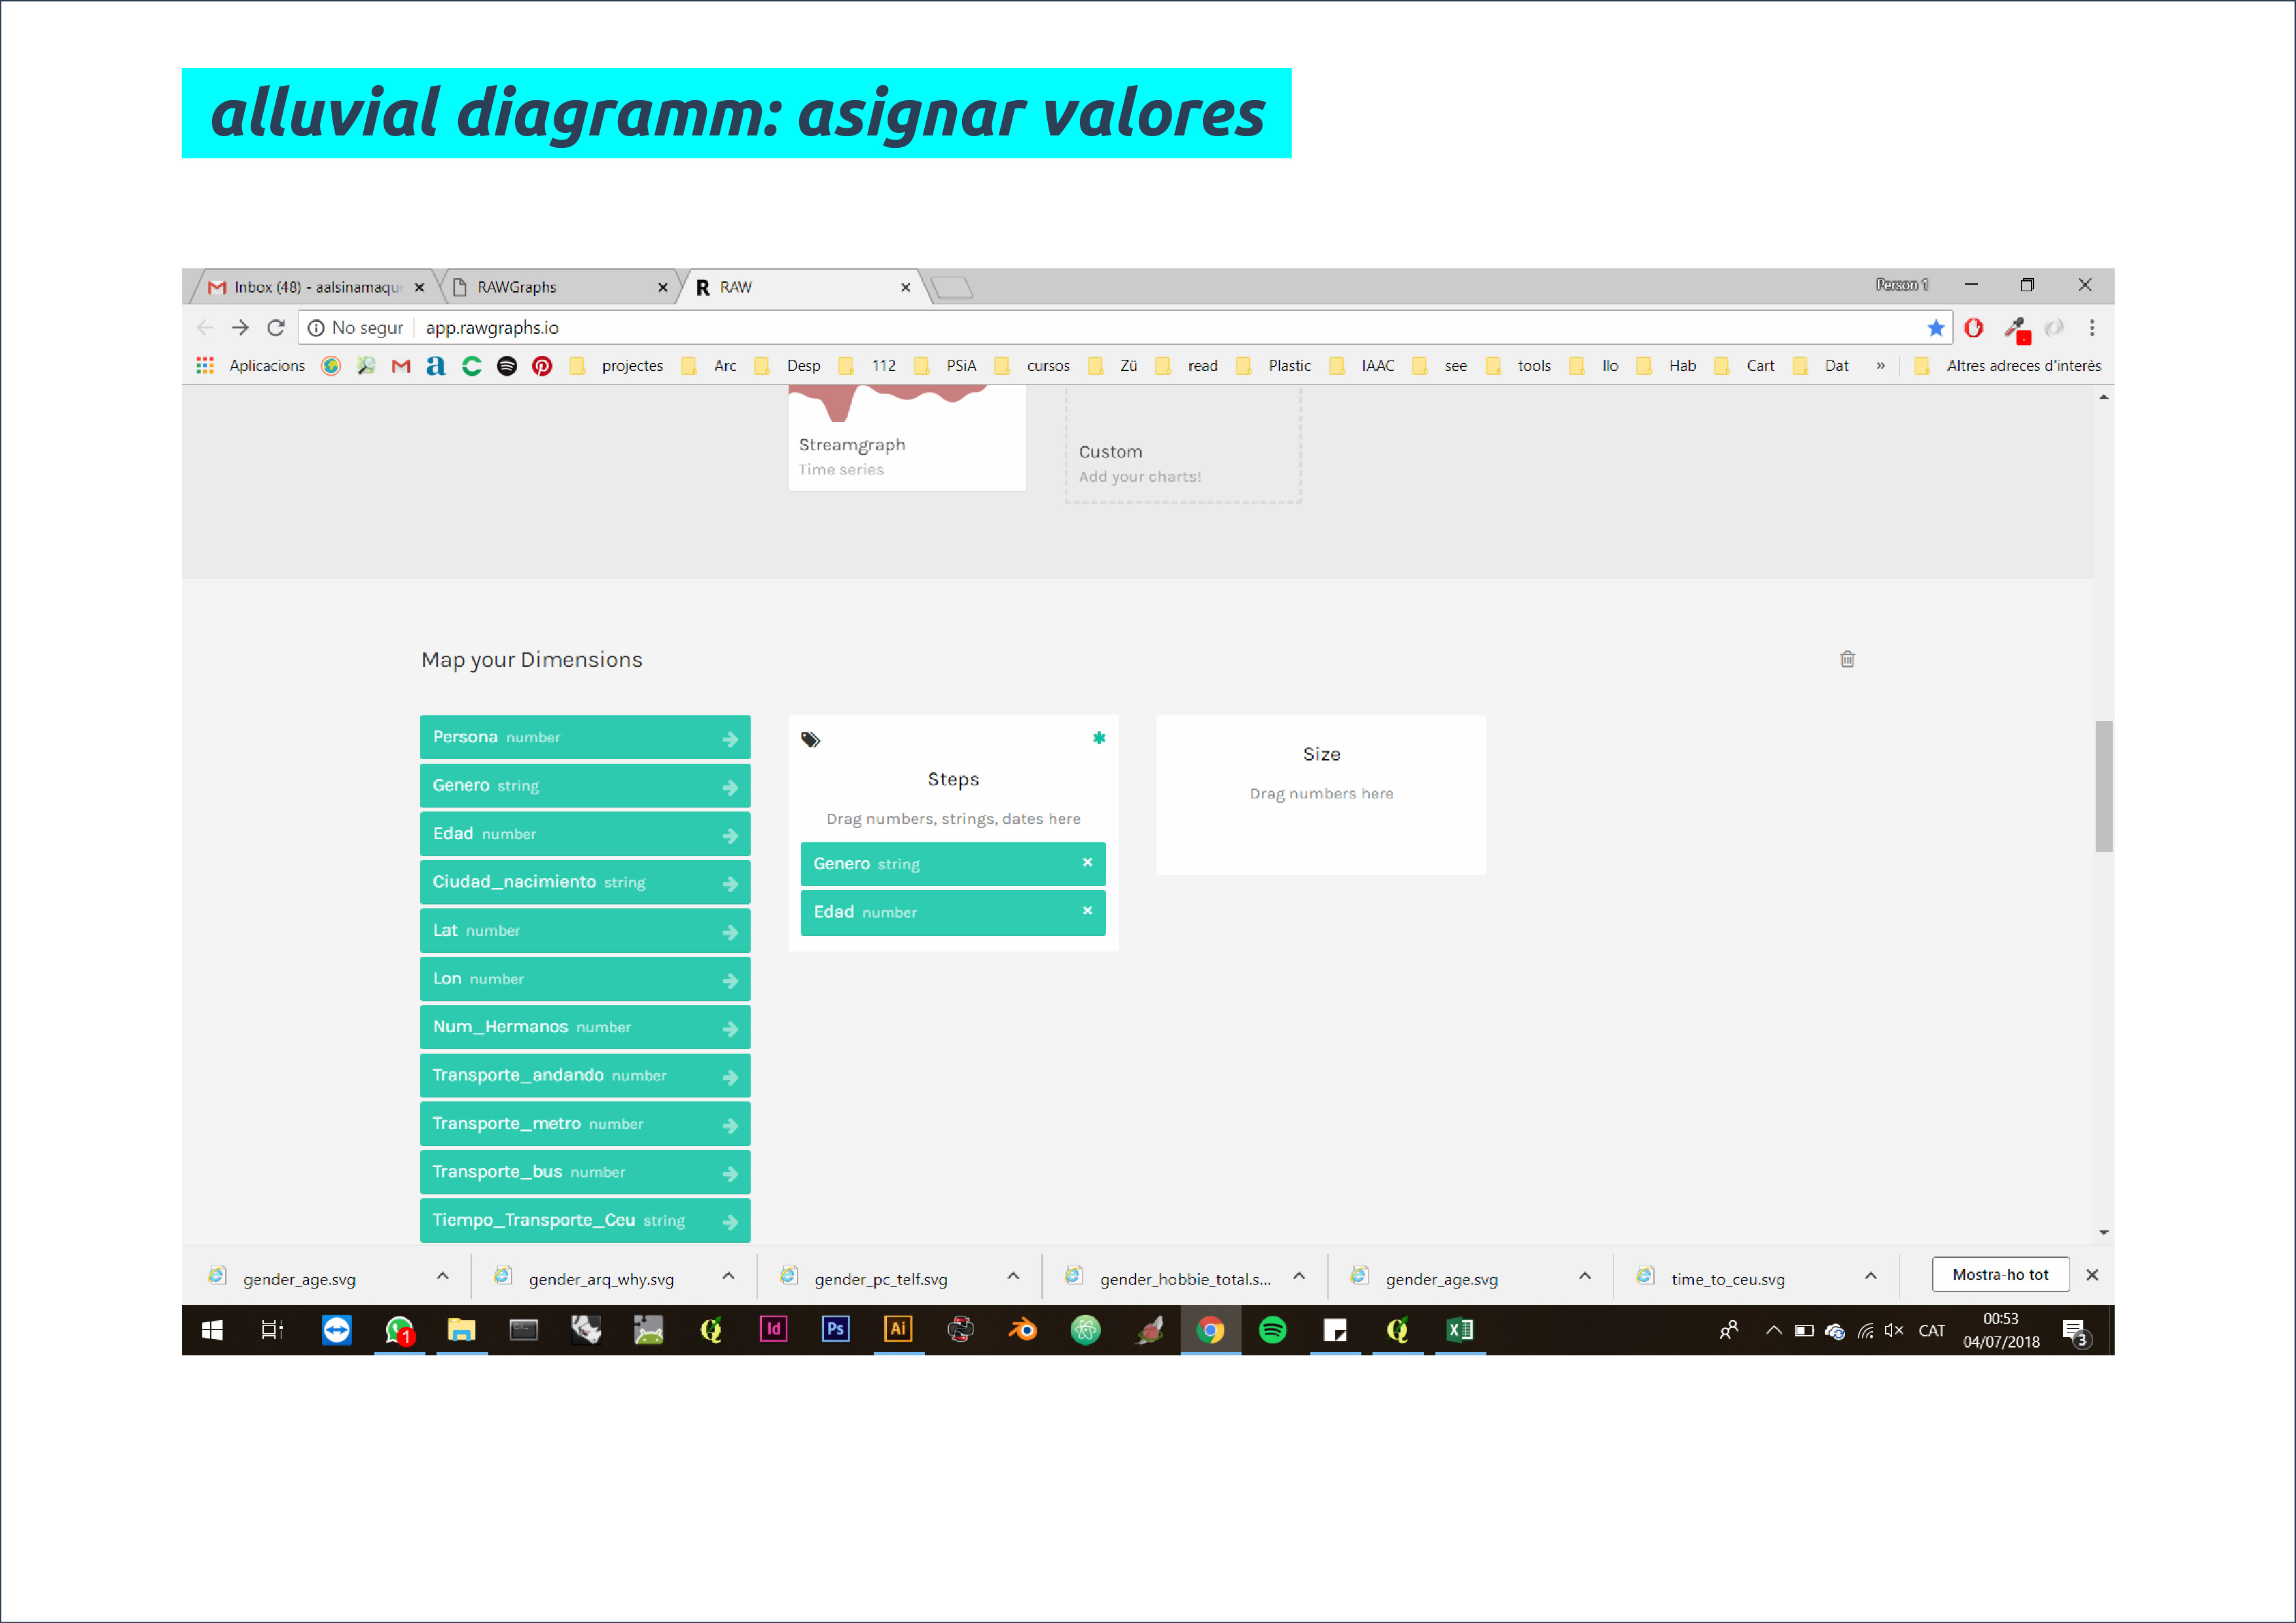 alluvial diagramm: asignar valores
Inbox (48) - aalsinamaqu
RAWGraphs
R RAW
Person 1
No segur
app.rawgraphs.io
Aplicacions
projectes
Arc
Desp
112
PSiA
cursos
Zü
read
Plastic
IAAC
see
tools
llo
Hab
Cart
Dat
»
Altres adreces d'interès
Streamgraph
Time series
Custom
Add your charts!
Map your Dimensions
Persona number
Genero string
Edad number
Ciudad_nacimiento string
Lat number
Lon number
Num_Hermanos number
Transporte_andando number
Transporte_metro number
Transporte_bus number
Tiempo_Transporte_Ceu string
Steps
Drag numbers, strings, dates here
Genero string
Edad number
Size
Drag numbers here
gender_age.svg
gender_arq_why.svg
gender_pc_telf.svg
gender_hobbie_total.s...
gender_age.svg
time_to_ceu.svg
Mostra-ho tot
1
Id
Ps
Ai
CAT
00:53
04/07/2018
3